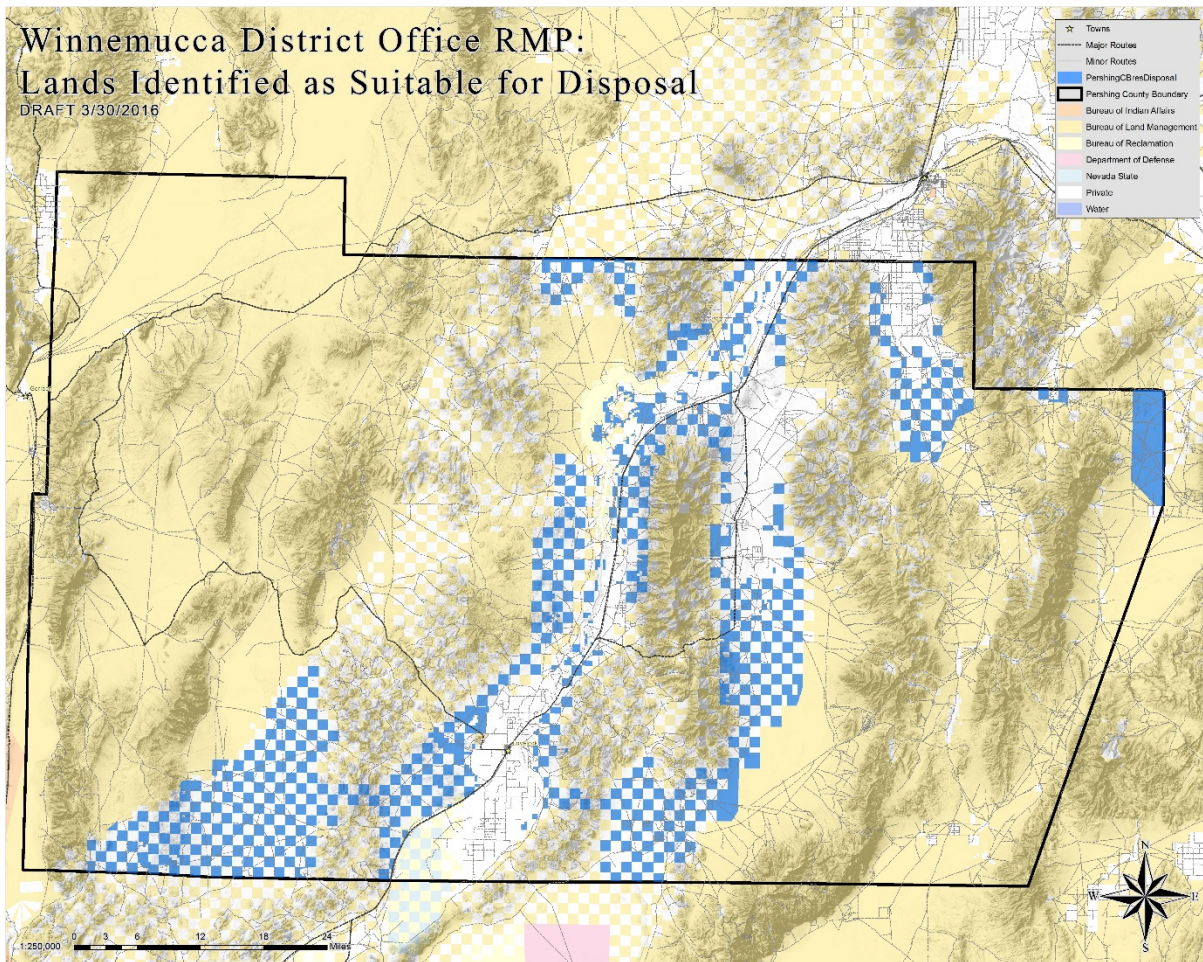 Winnemucca District Office RMP:
Lands Identified as Suitable for Disposal
DRAFT 3/30/2016
Towns
Major Routes
Minor Routes
PershingCBresDisposal
Pershing County Boundary
Bureau of Indian Affairs
Bureau of Land Management
Bureau of Reclamation
Department of Defense
Nevada State
Private
Water
N
W
E
S
1:250,000
0 3 6 12 18 24
Miles